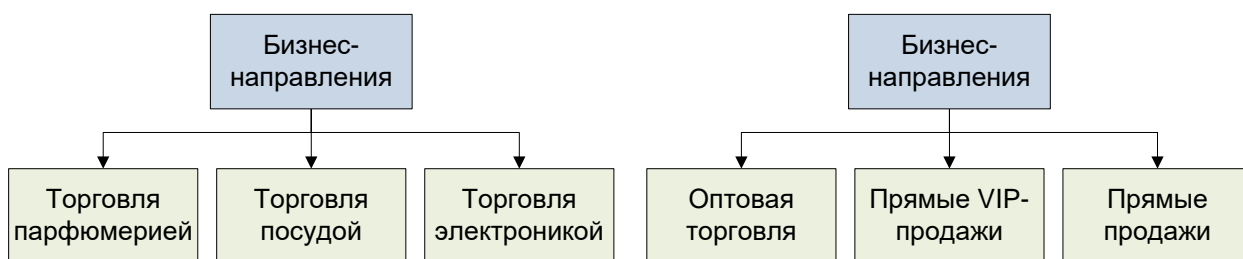 Бизнес-
направления
Бизнес-
направления
Торговля
парфюмерией
Торговля
посудой
Торговля
электроникой
Оптовая
торговля
Прямые VIP-
продажи
Прямые
продажи